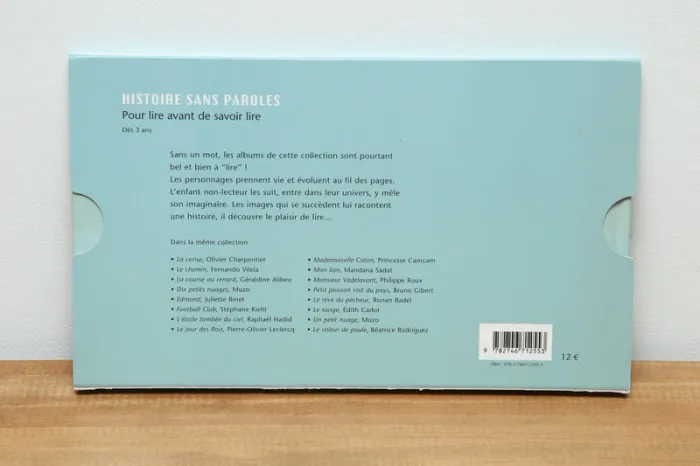 HISTOIRE SANS PAROLES
Pour lire avant de savoir lire
Dès 3 ans
Sans un mot, les albums de cette collection sont pourtant
bel et bien à "lire" !
Les personnages prennent vie et évoluent au fil des pages.
L'enfant non-lecteur les suit, entre dans leur univers, y mêle
son imaginaire. Les images qui se succèdent lui racontent
une histoire, il découvre le plaisir de lire...
Dans la même collection
• La cerise, Olivier Charpentier
• Le chemin, Fernando Vilela
• La course au renard, Géraldine Alibeu
• Dix petits nuages, Muzo
• Edmond, Juliette Binet
• Football Club, Stéphane Kiehl
• L'étoile tombée du ciel, Raphaël Hadid
• Le jour des Roo, Pierre-Olivier Leclercq
• Mademoiselle Coton, Princesse Camcam
• Mon lion, Mandana Sadat
• Monsieur Vadelavant, Philippe Roux
• Petit poisson voit du pays, Bruno Gibert
• Le rêve du pêcheur, Ronan Badel
• Le songe, Édith Cadot
• Un petit nuage, Muzo
• Le voleur de poule, Béatrice Rodriguez
9 782746 712553
12 €